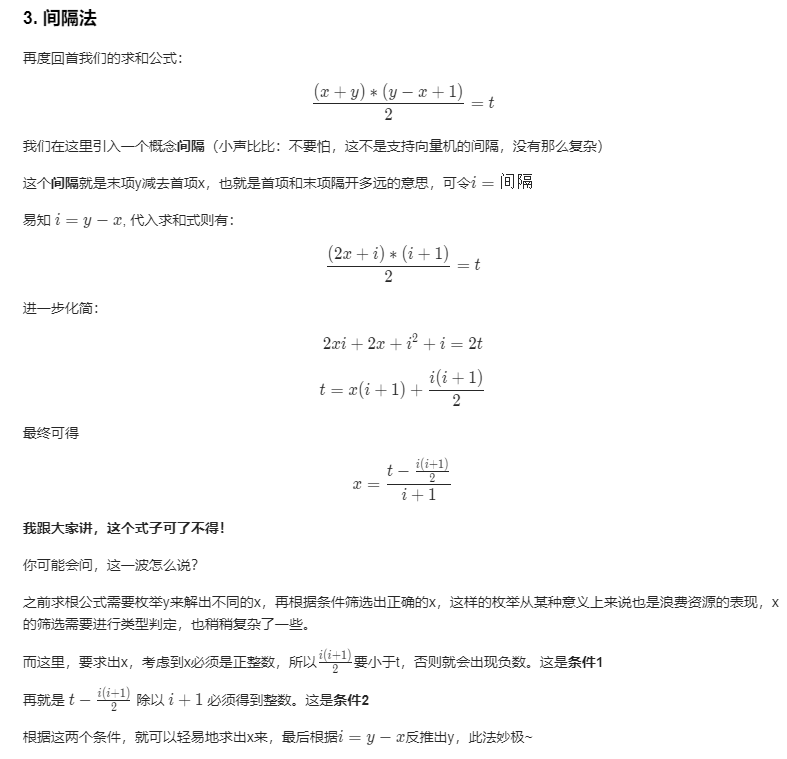 3. 间隔法
再度回首我们的求和公式：
\frac{(x+y)*(y-x+1)}{2}=t
我们在这里引入一个概念间隔（小声比比：不要怕，这不是支持向量机的间隔，没有那么复杂）
这个间隔就是末项y减去首项x，也就是首项和末项隔开多远的意思，可令i = 间隔
易知 i = y − x, 代入求和式则有：
\frac{(2x+i)*(i+1)}{2}=t
进一步化简：
2xi+2x+i^2+i=2t
t=x(i+1)+\frac{i(i+1)}{2}
最终可得
x=\frac{t-\frac{i(i+1)}{2}}{i+1}
我跟大家讲，这个式子可了不得！
你可能会问，这一波怎么说？
之前求根公式需要枚举y来解出不同的x，再根据条件筛选出正确的x，这样的枚举从某种意义上来说也是浪费资源的表现，x
的筛选需要进行类型判定，也稍稍复杂了一些。
而这里，要求出x，考虑到x必须是正整数，所以\frac{i(i+1)}{2}要小于t，否则就会出现负数。这是条件1
再就是 t-\frac{i(i+1)}{2} 除以 i + 1 必须得到整数。这是条件2
根据这两个条件，就可以轻易地求出x来，最后根据i = y − x反推出y，此法妙极~